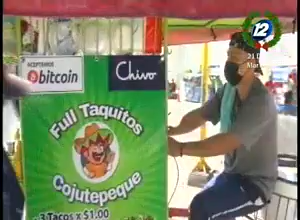 12
ACEPTAMOS
bitcoin
Chivo
Full Taquitos
Cojutepeque
3 Tacos x $1.00